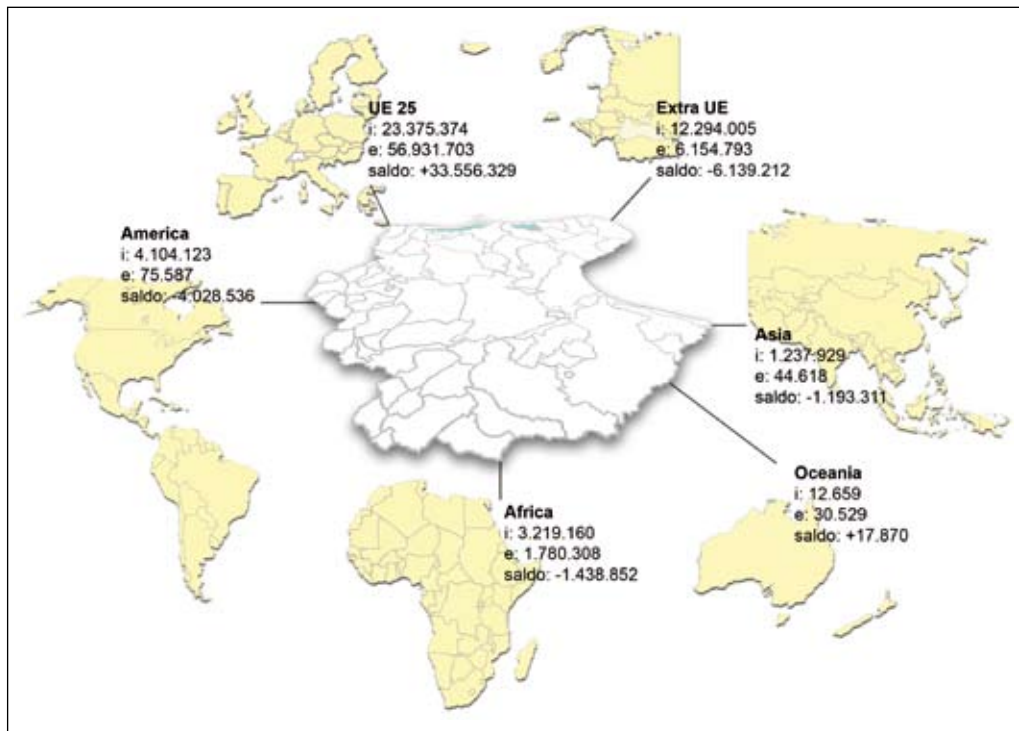 UE 25
i: 23.375.374
e: 56.931.703
saldo: +33.556.329
Extra UE
i: 12.294.005
e: 6.154.793
saldo: -6.139.212
America
i: 4.104.123
e: 75.587
saldo: -4.028.536
Asia
i: 1.237.929
e: 44.618
saldo: -1.193.311
Oceania
i: 12.659
e: 30.529
saldo: +17.870
Africa
i: 3.219.160
e: 1.780.308
saldo: -1.438.852